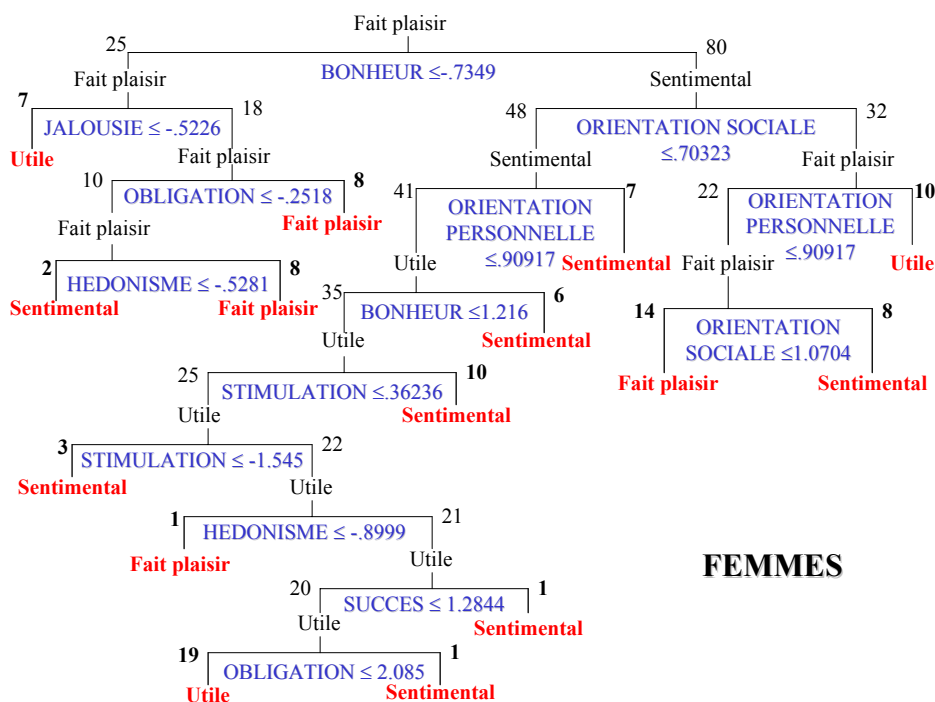 Fait plaisir
25
80
BONHEUR ≤-.7349
Fait plaisir
Sentimental
7
18
48
32
JALOUSIE ≤ -.5226
ORIENTATION SOCIALE
≤.70323
Utile
Fait plaisir
Sentimental
Fait plaisir
10
8
41
7
22
10
OBLIGATION ≤ -.2518
ORIENTATION
PERSONNELLE
≤.90917
ORIENTATION
PERSONNELLE
≤.90917
Fait plaisir
Fait plaisir
Utile
Sentimental
Fait plaisir
Utile
2
8
HEDONISME ≤ -.5281
Sentimental
Fait plaisir
35
6
BONHEUR ≤1.216
14
8
ORIENTATION
SOCIALE ≤1.0704
Utile
Sentimental
Fait plaisir
Sentimental
25
10
STIMULATION ≤.36236
Utile
Sentimental
3
22
STIMULATION ≤ -1.545
Sentimental
Utile
1
21
HEDONISME ≤ -.8999
Fait plaisir
Utile
FEMMES
20
1
SUCCES ≤ 1.2844
Utile
Sentimental
19
1
OBLIGATION ≤ 2.085
Utile
Sentimental